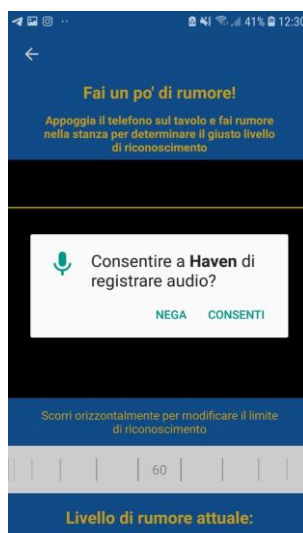 41% 12:30
Fai un po' di rumore!
Appoggia il telefono sul tavolo e fai rumore
nella stanza per determinare il giusto livello
di riconoscimento
Consentire a Haven di
registrare audio?
NEGA CONSENTI
Scorri orizzontalmente per modificare il limite
di riconoscimento
60
Livello di rumore attuale: